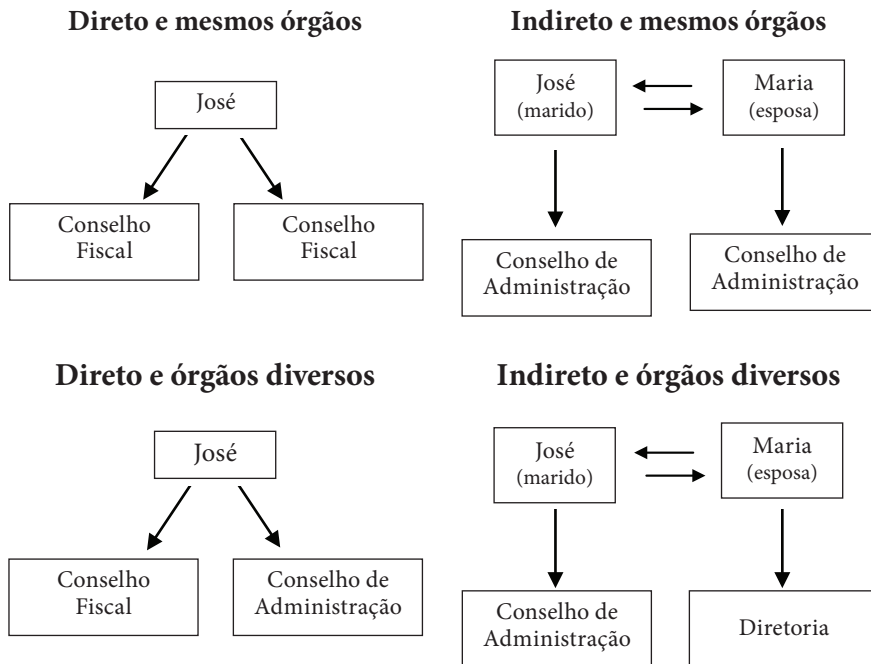 Direto e mesmos órgãos
José
Conselho
Fiscal
Conselho
Fiscal
Indireto e mesmos órgãos
José
(marido)
Maria
(esposa)
Conselho de
Administração
Conselho de
Administração
Direto e órgãos diversos
José
Conselho
Fiscal
Conselho de
Administração
Indireto e órgãos diversos
José
(marido)
Maria
(esposa)
Conselho de
Administração
Diretoria